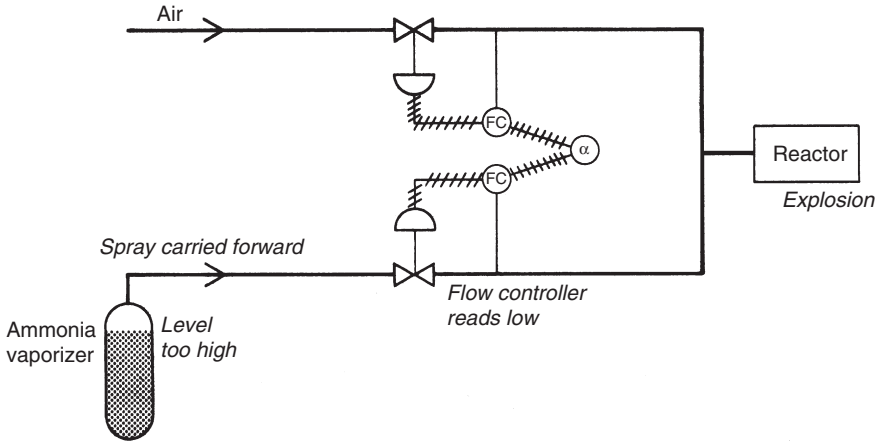 Air
FC
α
FC
Reactor
Explosion
Spray carried forward
Flow controller
reads low
Ammonia
vaporizer
Level
too high